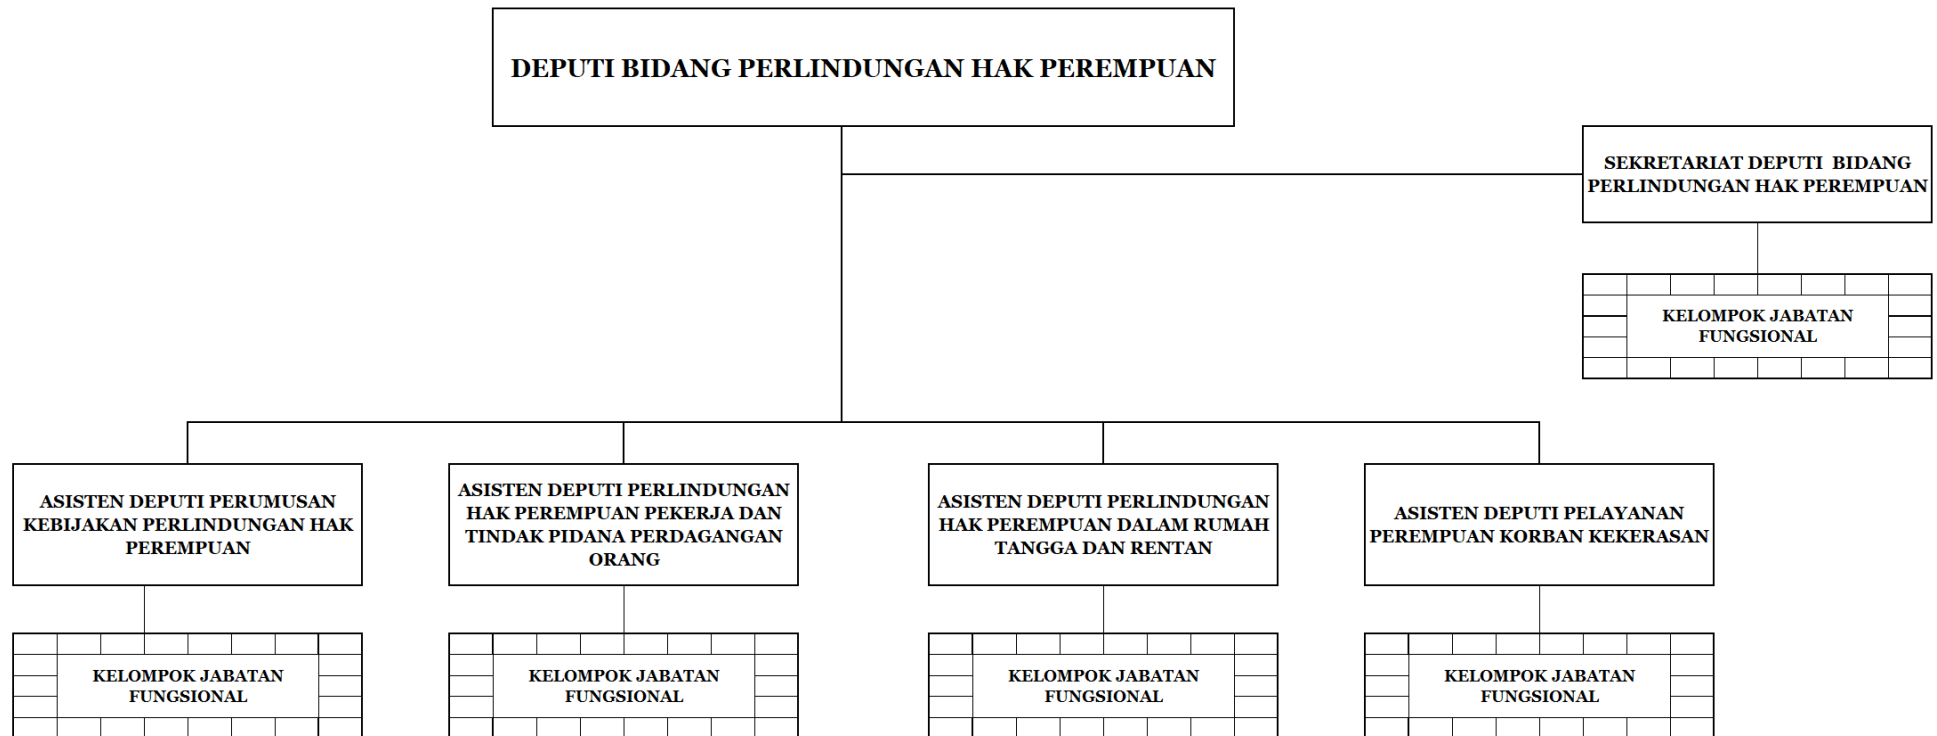 DEPUTI BIDANG PERLINDUNGAN HAK PEREMPUAN
SEKRETARIAT DEPUTI BIDANG
PERLINDUNGAN HAK PEREMPUAN
KELOMPOK JABATAN
FUNGSIONAL
ASISTEN DEPUTI PERUMUSAN
KEBIJAKAN PERLINDUNGAN HAK
PEREMPUAN
ASISTEN DEPUTI PERLINDUNGAN
HAK PEREMPUAN PEKERJA DAN
TINDAK PIDANA PERDAGANGAN
ORANG
ASISTEN DEPUTI PERLINDUNGAN
HAK PEREMPUAN DALAM RUMAH
TANGGA DAN RENTAN
ASISTEN DEPUTI PELAYANAN
PEREMPUAN KORBAN KEKERASAN
KELOMPOK JABATAN
FUNGSIONAL
KELOMPOK JABATAN
FUNGSIONAL
KELOMPOK JABATAN
FUNGSIONAL
KELOMPOK JABATAN
FUNGSIONAL